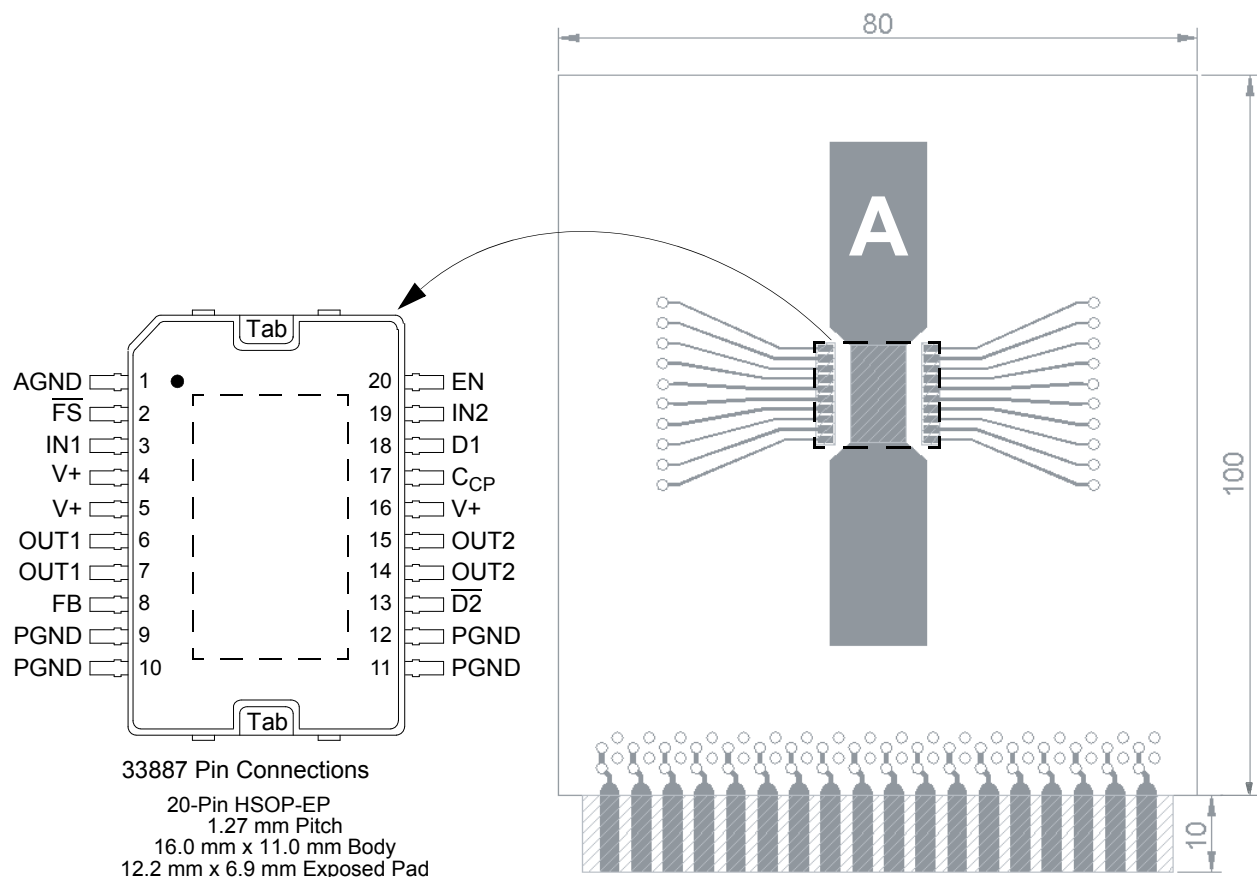 80
A
100
10
Tab
AGND 1 20 EN
F̅S̅ 2 19 IN2
IN1 3 18 D1
V+ 4 17 CCP
V+ 5 16 V+
OUT1 6 15 OUT2
OUT1 7 14 OUT2
FB 8 13 D̅2̅
PGND 9 12 PGND
PGND 10 11 PGND
Tab
33887 Pin Connections
20-Pin HSOP-EP
1.27 mm Pitch
16.0 mm x 11.0 mm Body
12.2 mm x 6.9 mm Exposed Pad